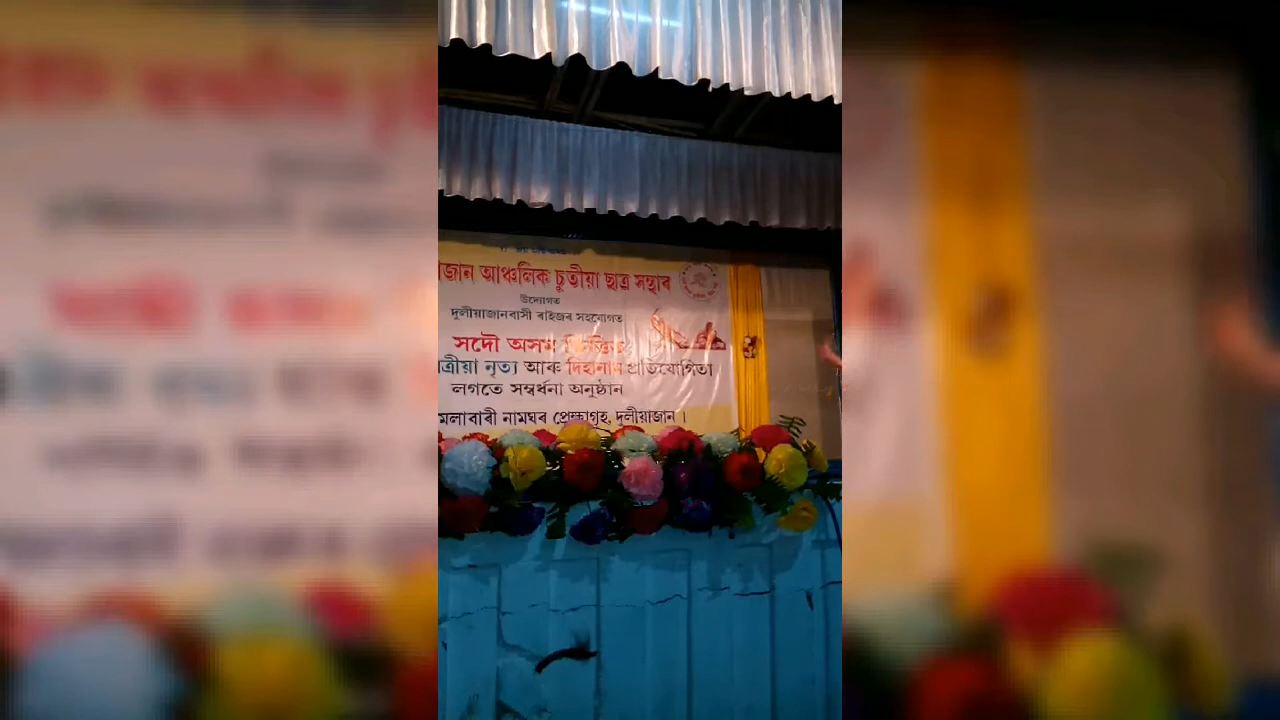 আঞ্চলিক চুতীয়া ছাত্ৰ সন্থাৰ
উদ্যোগত
দুলীয়াজানবাসী ৰাইজৰ সহযোগত
সদৌ অসম ভিত্তিত
নৃত্য আৰু দিহানাম প্ৰতিযোগিতা
লগতে সম্বৰ্ধনা অনুষ্ঠান
নামঘৰ প্ৰেক্ষাগৃহ, দুলীয়াজান ।